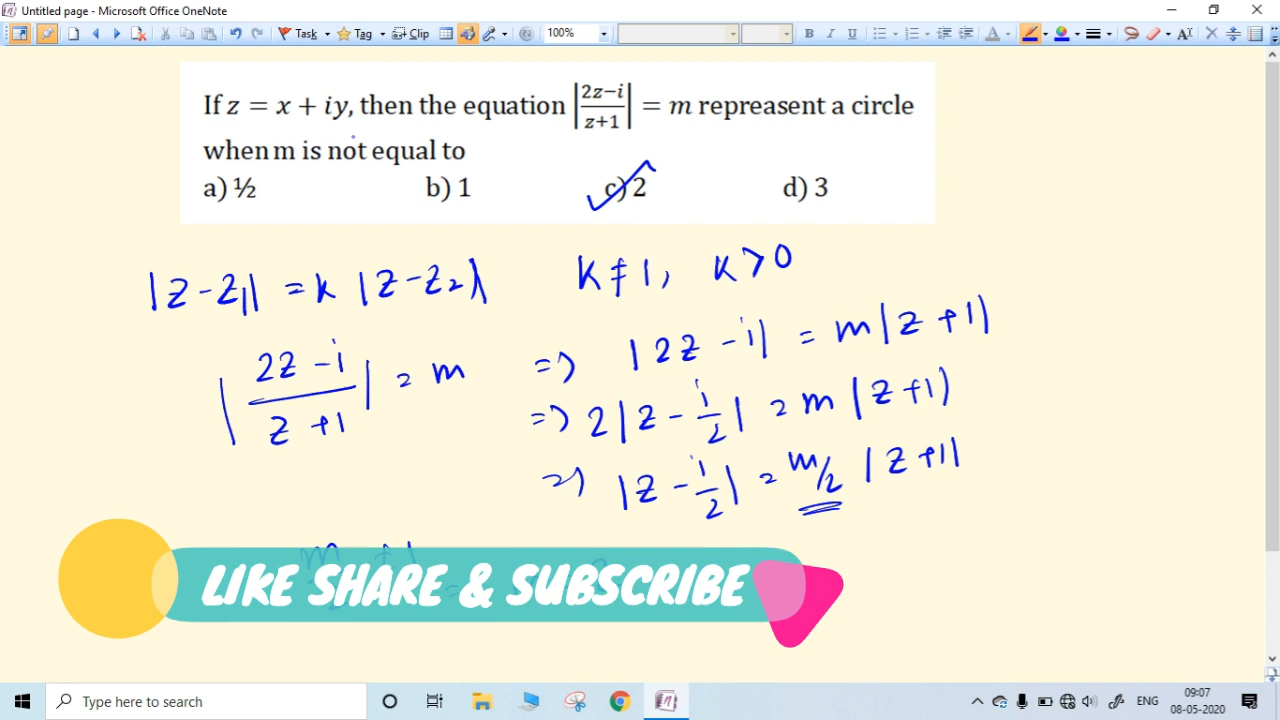 Untitled page - Microsoft Office OneNote
Task Tag Clip 100% B I U
If z = x + iy, then the equation |2z−i / z+1| = m repreasent a circle
when m is not equal to
a) ½ b) 1 c) 2 d) 3
|z - z₁| = k |z - z₂| k ≠ 1, k > 0
|2z - i / z + 1| = m => |2z - i| = m|z + 1|
=> 2|z - i/2| = m|z + 1|
=> |z - i/2| = m/2 |z + 1|
LIKE SHARE & SUBSCRIBE
Type here to search
ENG
09:07
08-05-2020